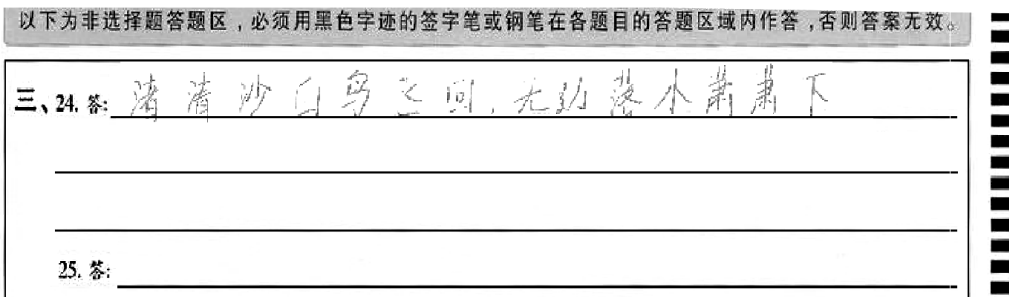 以下为非选择题答题区，必须用黑色字迹的签字笔或钢笔在各题目的答题区域内作答，否则答案无效。
三、24. 答: 渚清沙白鸟飞回，无边落木萧萧下
25. 答: